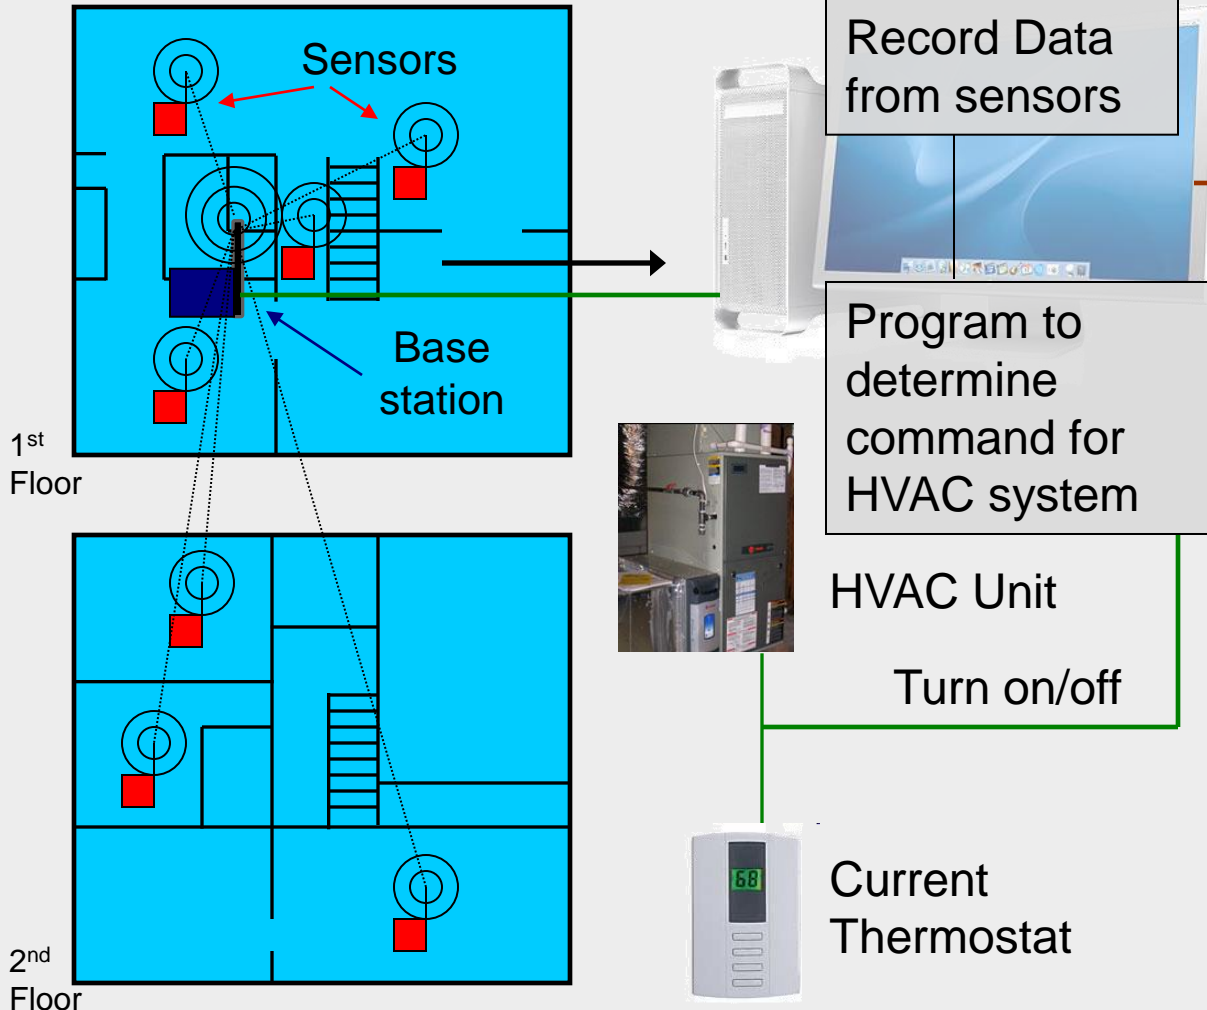 Sensors
Base
station
1st
Floor
2nd
Floor
Record Data
from sensors
Program to
determine
command for
HVAC system
HVAC Unit
Turn on/off
68
Current
Thermostat